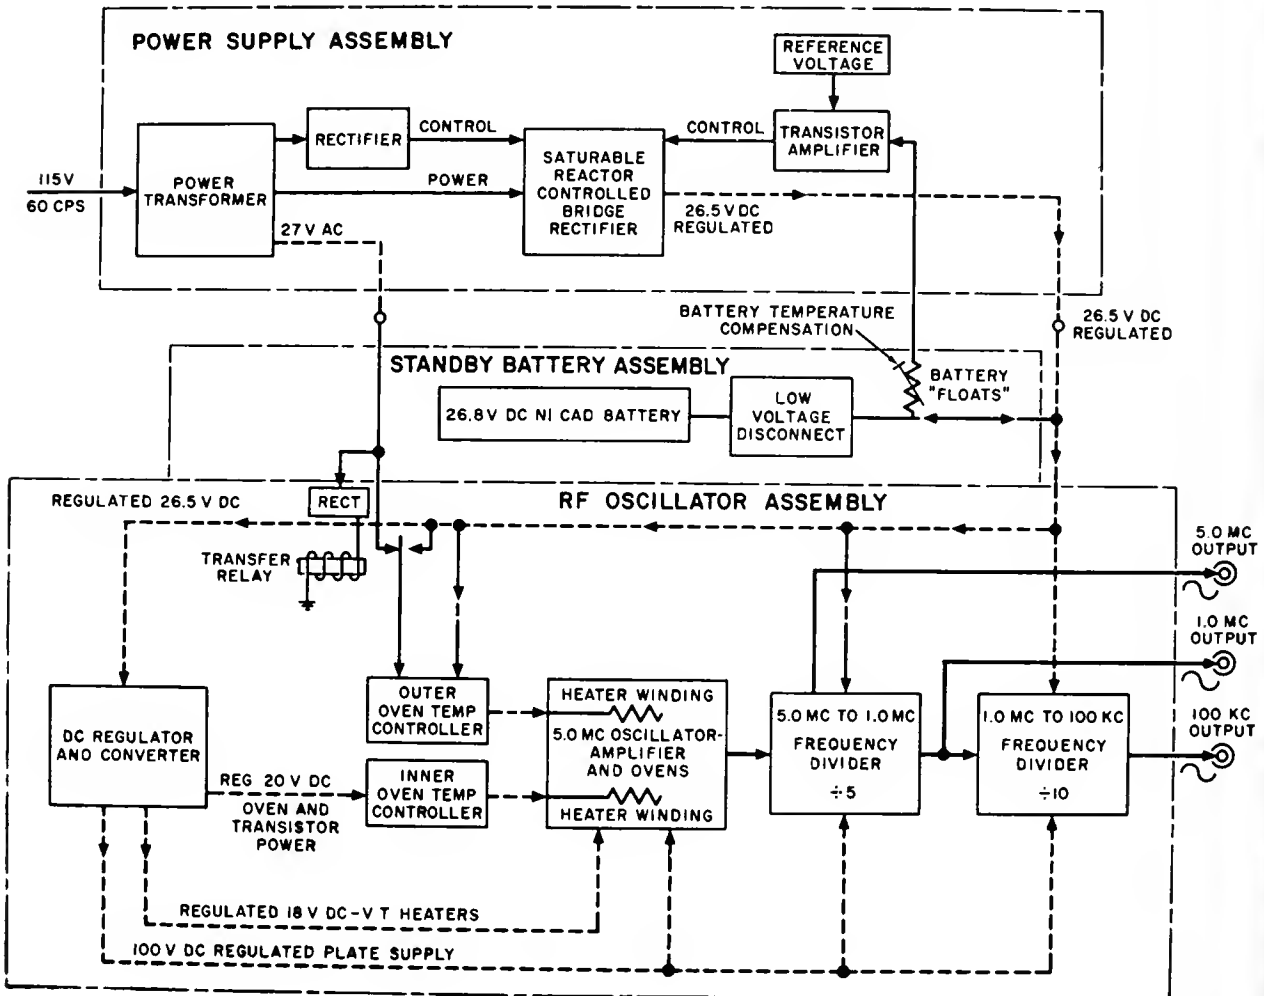 POWER SUPPLY ASSEMBLY
REFERENCE
VOLTAGE
RECTIFIER
CONTROL
CONTROL
TRANSISTOR
AMPLIFIER
115V
60 CPS
POWER
TRANSFORMER
POWER
SATURABLE
REACTOR
CONTROLLED
BRIDGE
RECTIFIER
26.5 V DC
REGULATED
27 V AC
BATTERY TEMPERATURE
COMPENSATION
26.5 V DC
REGULATED
STANDBY BATTERY ASSEMBLY
BATTERY
"FLOATS"
26.8V DC NI CAD BATTERY
LOW
VOLTAGE
DISCONNECT
REGULATED 26.5 V DC
RECT
RF OSCILLATOR ASSEMBLY
TRANSFER
RELAY
5.0 MC
OUTPUT
1.0 MC
OUTPUT
100 KC
OUTPUT
DC REGULATOR
AND CONVERTER
OUTER
OVEN TEMP
CONTROLLER
HEATER WINDING
5.0 MC OSCILLATOR-
AMPLIFIER
AND OVENS
HEATER WINDING
5.0 MC TO 1.0 MC
FREQUENCY
DIVIDER
÷5
1.0 MC TO 100 KC
FREQUENCY
DIVIDER
÷10
REG 20 V DC
OVEN AND
TRANSISTOR
POWER
INNER
OVEN TEMP
CONTROLLER
REGULATED 18 V DC-V T HEATERS
100 V DC REGULATED PLATE SUPPLY